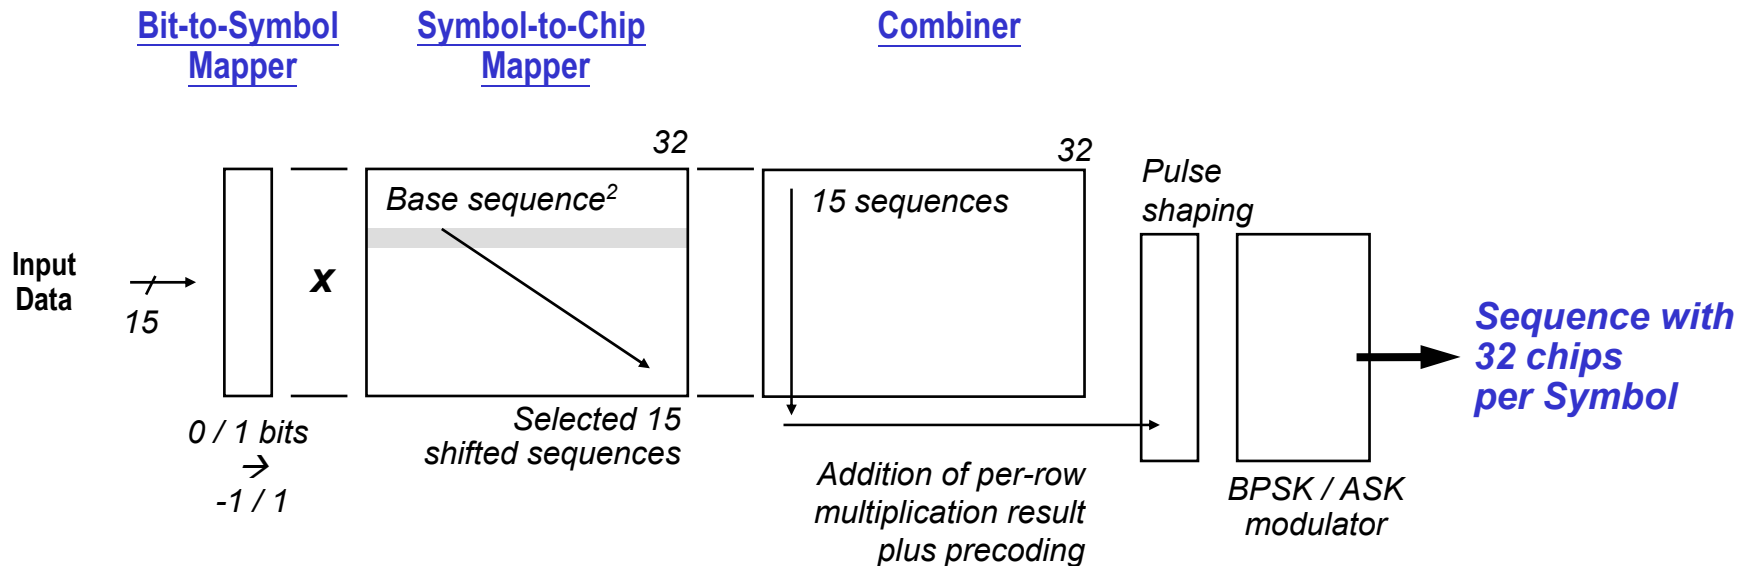 Bit-to-Symbol
Mapper
Symbol-to-Chip
Mapper
Combiner
32
32
Base sequence²
15 sequences
Pulse
shaping
Input
Data
15
x
0 / 1 bits
→
-1 / 1
Selected 15
shifted sequences
Addition of per-row
multiplication result
plus precoding
BPSK / ASK
modulator
Sequence with
32 chips
per Symbol